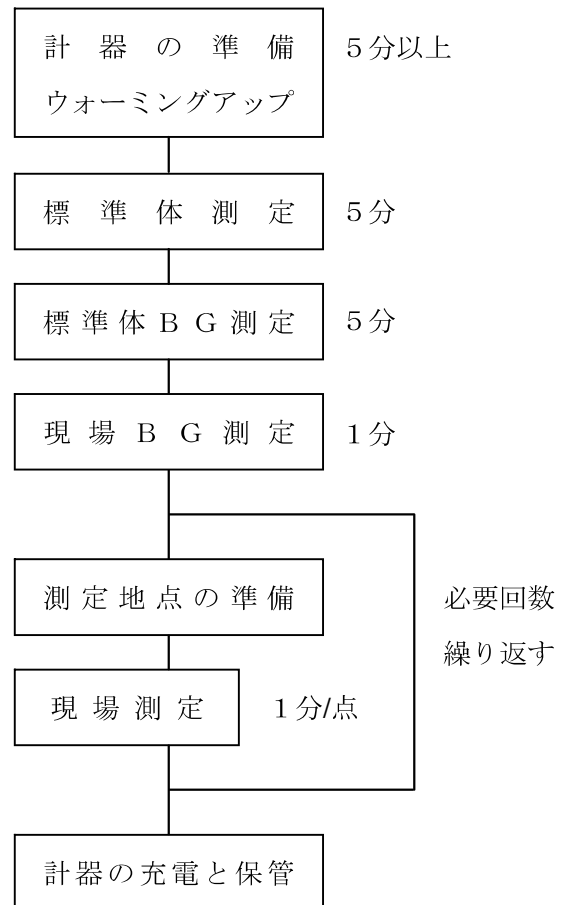 計器の準備 5分以上
ウォーミングアップ
標準体測定 5分
標準体BG測定 5分
現場BG測定 1分
測定地点の準備
必要回数
繰り返す
現場測定 1分/点
計器の充電と保管